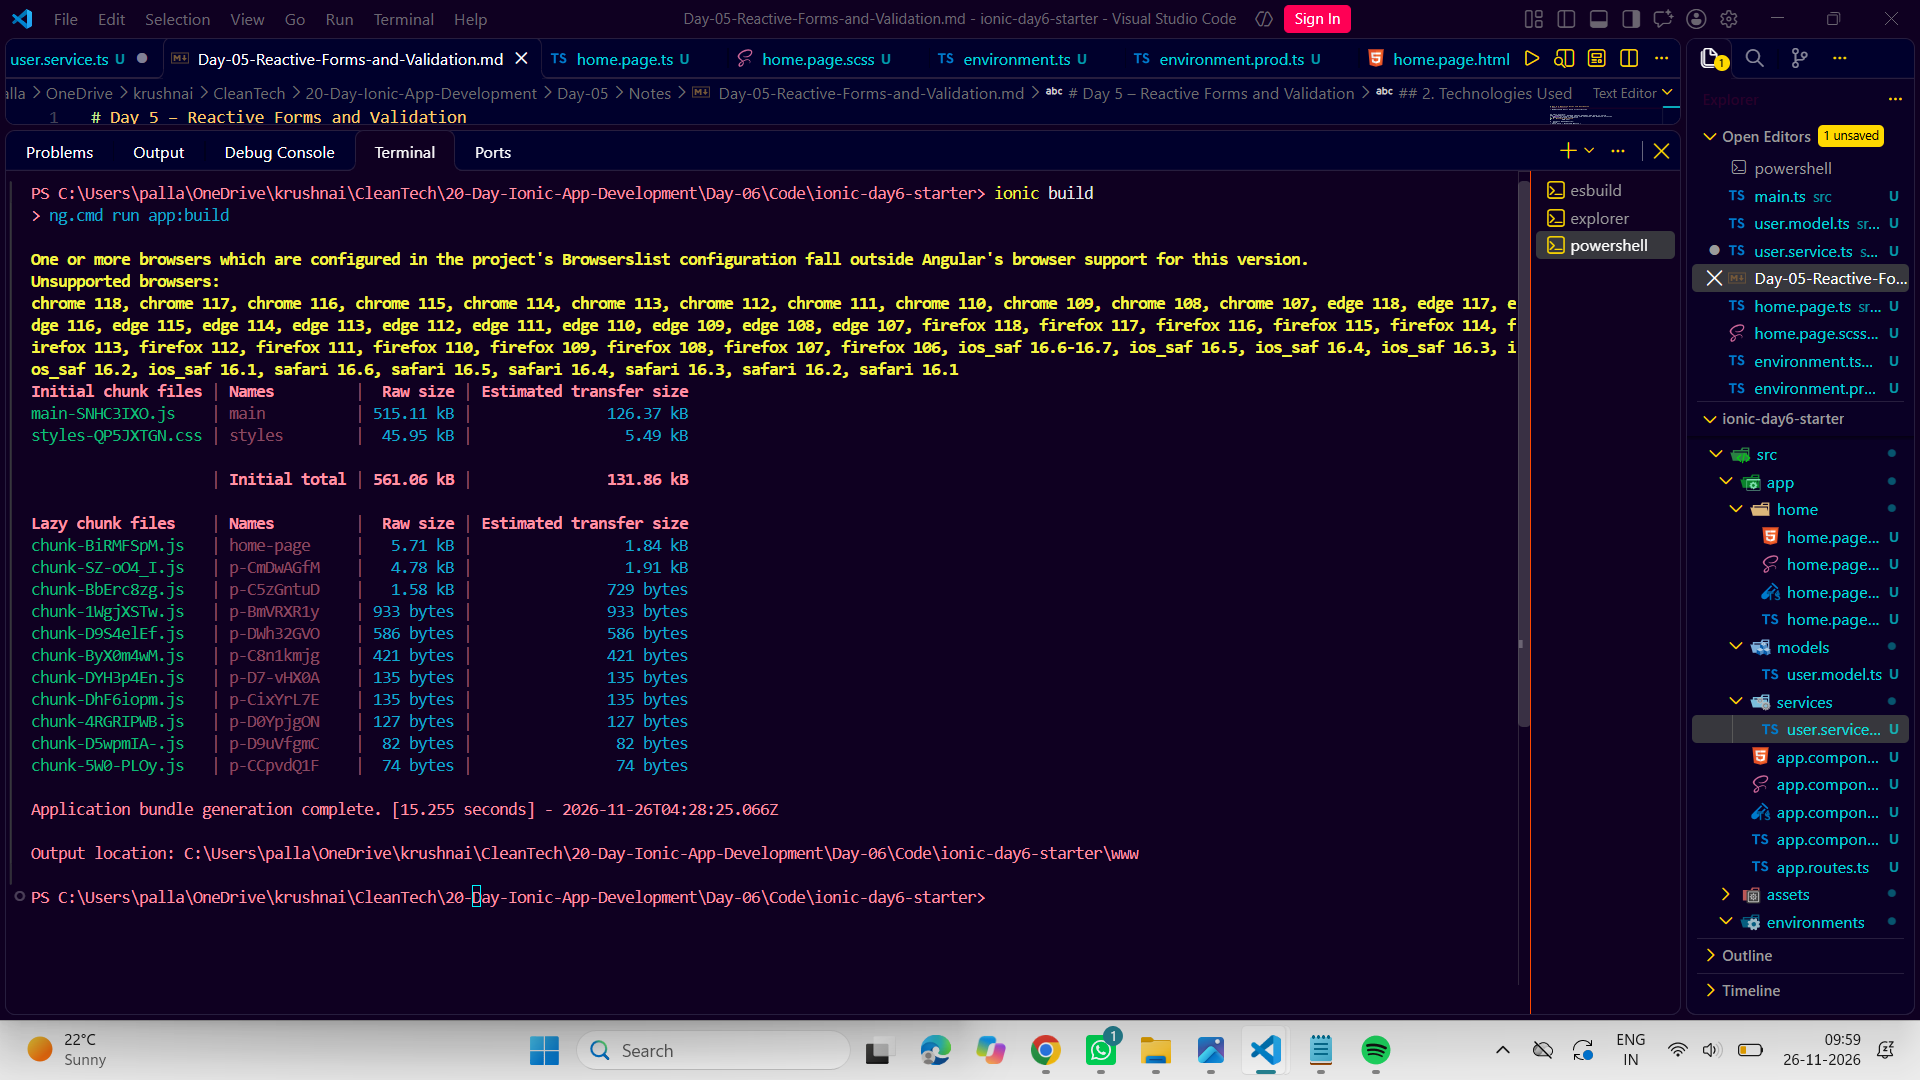 File Edit Selection View Go Run Terminal Help
Day-05-Reactive-Forms-and-Validation.md - ionic-day6-starter - Visual Studio Code
Sign In
user.service.ts U
Day-05-Reactive-Forms-and-Validation.md
TS home.page.ts U
home.page.scss U
TS environment.ts U
TS environment.prod.ts U
home.page.html
alla > OneDrive > krushnai > CleanTech > 20-Day-Ionic-App-Development > Day-05 > Notes > Day-05-Reactive-Forms-and-Validation.md > abc # Day 5 – Reactive Forms and Validation > abc ## 2. Technologies Used
Text Editor
1 # Day 5 – Reactive Forms and Validation
Problems Output Debug Console Terminal Ports
PS C:\Users\palla\OneDrive\krushnai\CleanTech\20-Day-Ionic-App-Development\Day-06\Code\ionic-day6-starter> ionic build
> ng.cmd run app:build
One or more browsers which are configured in the project's Browserslist configuration fall outside Angular's browser support for this version.
Unsupported browsers:
chrome 118, chrome 117, chrome 116, chrome 115, chrome 114, chrome 113, chrome 112, chrome 111, chrome 110, chrome 109, chrome 108, chrome 107, edge 118, edge 117, e
dge 116, edge 115, edge 114, edge 113, edge 112, edge 111, edge 110, edge 109, edge 108, edge 107, firefox 118, firefox 117, firefox 116, firefox 115, firefox 114, f
irefox 113, firefox 112, firefox 111, firefox 110, firefox 109, firefox 108, firefox 107, firefox 106, ios_saf 16.6-16.7, ios_saf 16.5, ios_saf 16.4, ios_saf 16.3, i
os_saf 16.2, ios_saf 16.1, safari 16.6, safari 16.5, safari 16.4, safari 16.3, safari 16.2, safari 16.1
Initial chunk files | Names | Raw size | Estimated transfer size
main-SNHC3IXO.js | main | 515.11 kB | 126.37 kB
styles-QP5JXTGN.css | styles | 45.95 kB | 5.49 kB
| Initial total | 561.06 kB | 131.86 kB
Lazy chunk files | Names | Raw size | Estimated transfer size
chunk-BiRMFSpM.js | home-page | 5.71 kB | 1.84 kB
chunk-SZ-oO4_I.js | p-CmDwAGfM | 4.78 kB | 1.91 kB
chunk-BbErc8zg.js | p-C5zGntuD | 1.58 kB | 729 bytes
chunk-1WgjXSTw.js | p-BmVRXR1y | 933 bytes | 933 bytes
chunk-D9S4elEf.js | p-DWh32GVO | 586 bytes | 586 bytes
chunk-ByX0m4wM.js | p-C8n1kmjg | 421 bytes | 421 bytes
chunk-DYH3p4En.js | p-D7-vHX0A | 135 bytes | 135 bytes
chunk-DhF6iopm.js | p-CixYrL7E | 135 bytes | 135 bytes
chunk-4RGRIPWB.js | p-D0YpjgON | 127 bytes | 127 bytes
chunk-D5wpmIA-.js | p-D9uVfgmC | 82 bytes | 82 bytes
chunk-5W0-PLOy.js | p-CCpvdQ1F | 74 bytes | 74 bytes
Application bundle generation complete. [15.255 seconds] - 2026-11-26T04:28:25.066Z
Output location: C:\Users\palla\OneDrive\krushnai\CleanTech\20-Day-Ionic-App-Development\Day-06\Code\ionic-day6-starter\www
PS C:\Users\palla\OneDrive\krushnai\CleanTech\20-Day-Ionic-App-Development\Day-06\Code\ionic-day6-starter>
esbuild
explorer
powershell
1
Explorer
Open Editors 1 unsaved
powershell
TS main.ts src U
TS user.model.ts sr... U
TS user.service.ts s... U
Day-05-Reactive-Fo...
TS home.page.ts sr... U
home.page.scss... U
TS environment.ts... U
TS environment.pr... U
ionic-day6-starter
src
app
home
home.page... U
home.page... U
home.page... U
TS home.page... U
models
TS user.model.ts U
services
TS user.service... U
app.compon... U
app.compon... U
app.compon... U
TS app.compon... U
TS app.routes.ts U
assets
environments
Outline
Timeline
22°C
Sunny
Search
1
ENG
IN
09:59
26-11-2026